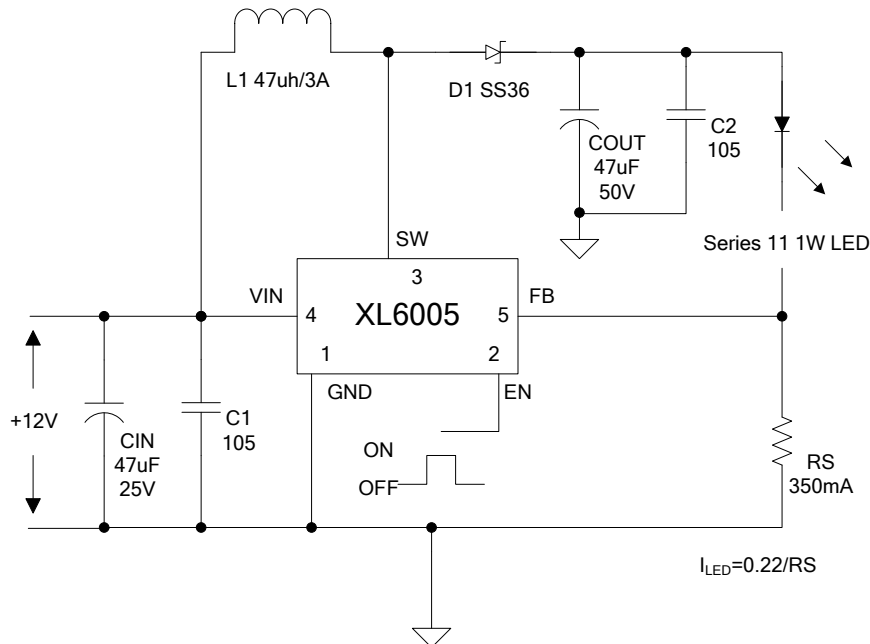 L1 47uh/3A
D1 SS36
COUT
47uF
50V
C2
105
Series 11 1W LED
SW
3
VIN
4
XL6005
5
FB
1
2
GND
EN
+12V
CIN
47uF
25V
C1
105
ON
OFF
RS
350mA
I_LED=0.22/RS